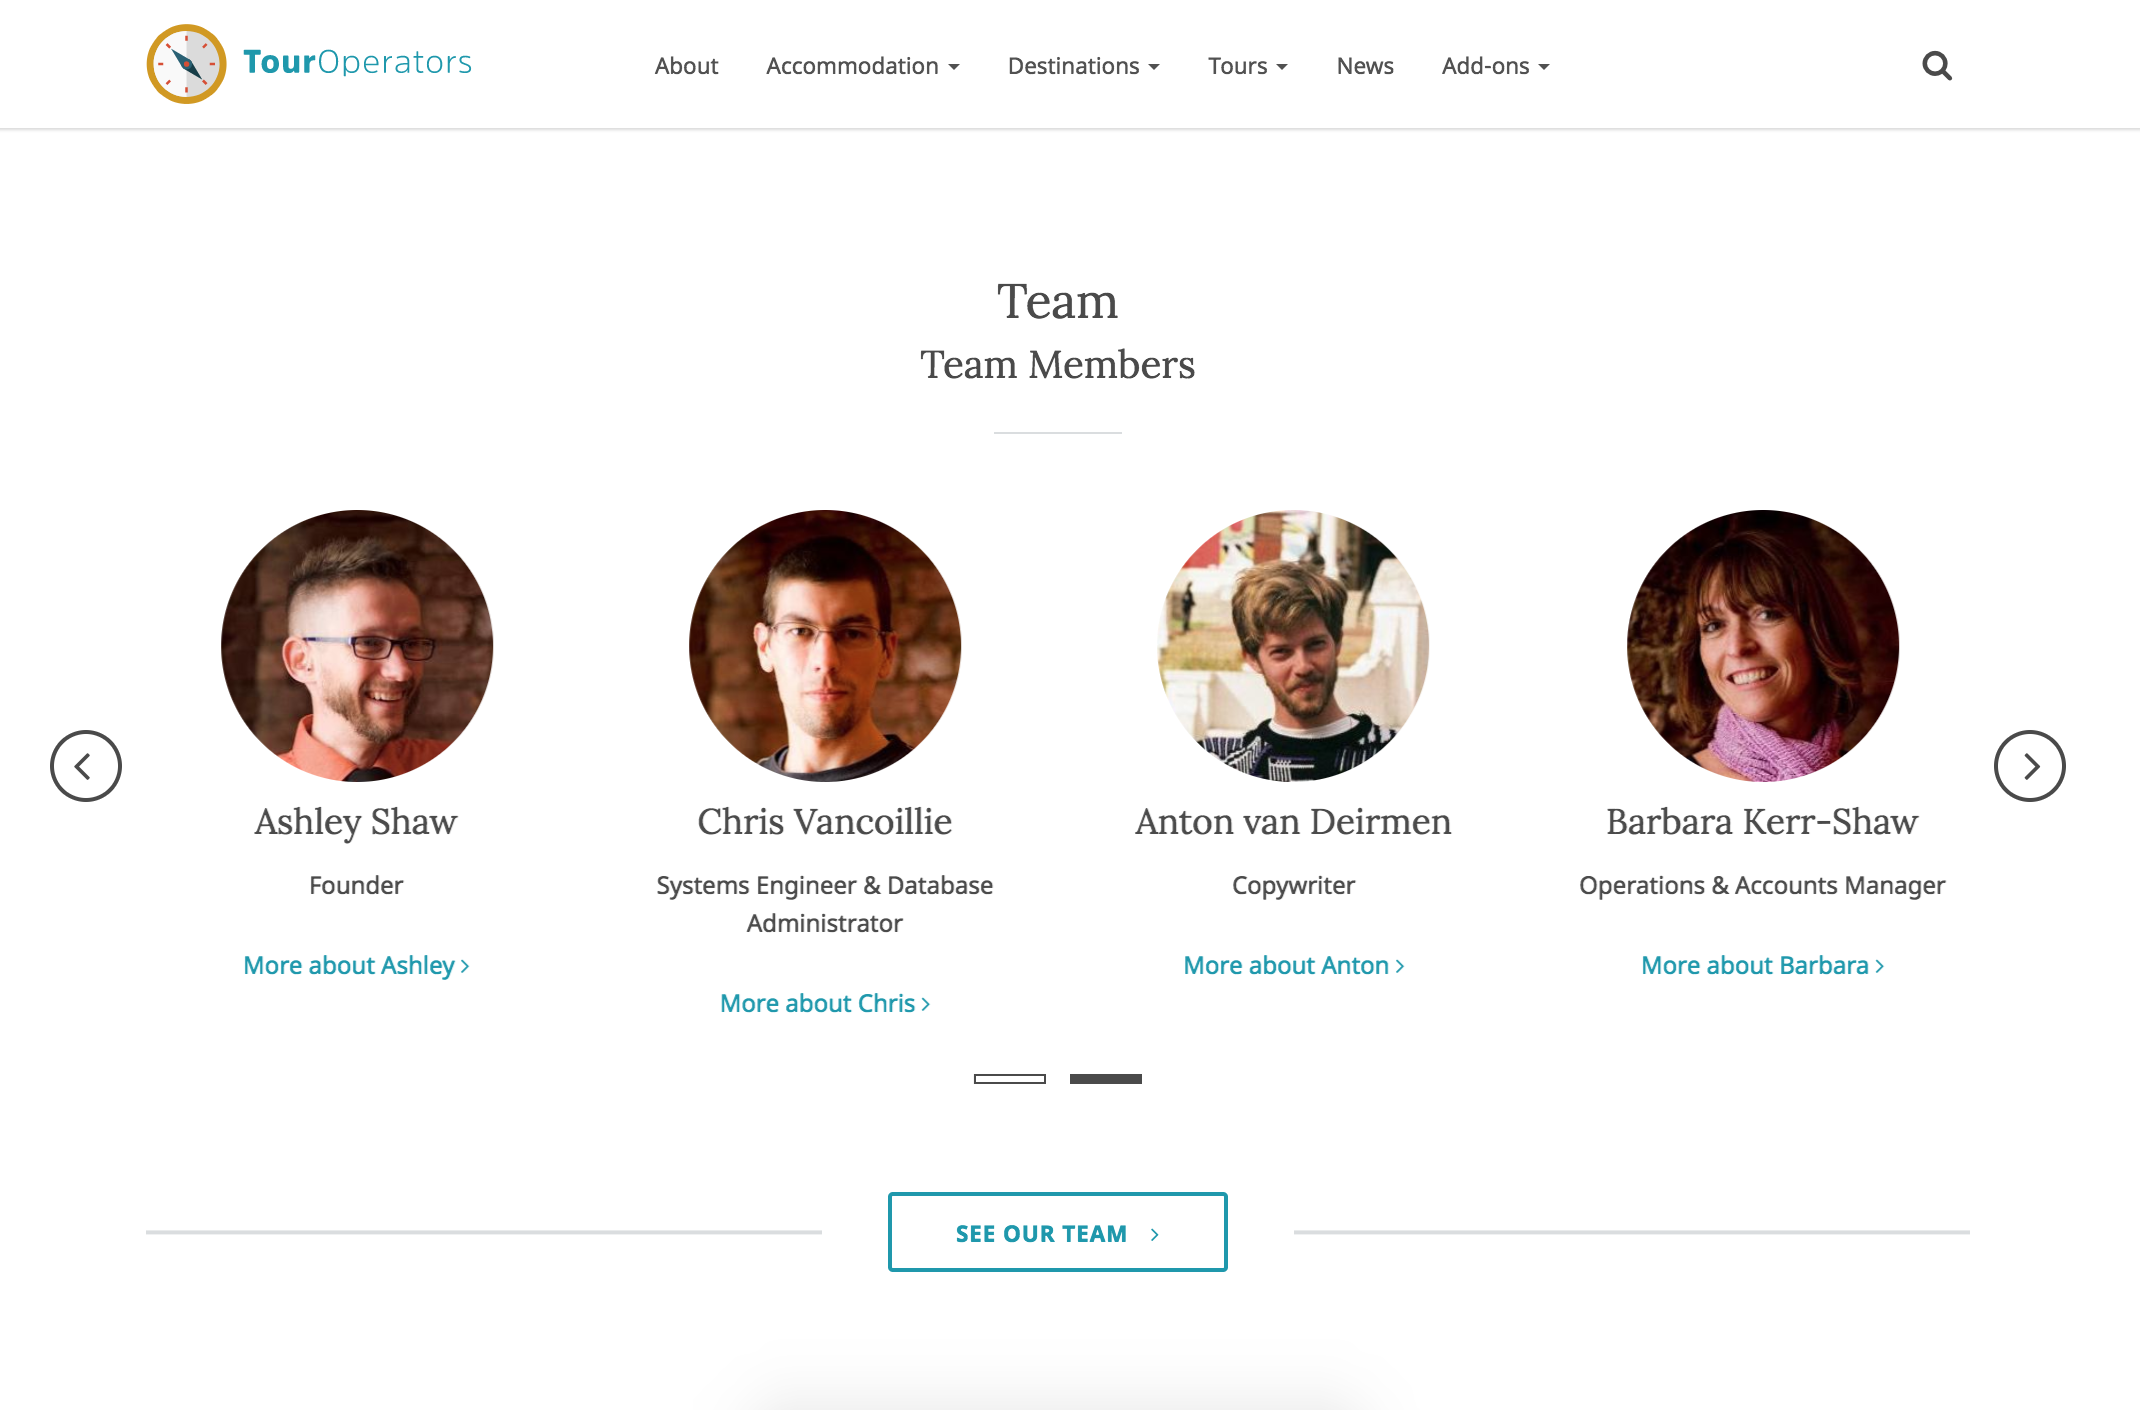 TourOperators
About Accommodation Destinations Tours News Add-ons
Team
Team Members
Ashley Shaw
Founder
More about Ashley
Chris Vancoillie
Systems Engineer & Database
Administrator
More about Chris
Anton van Deirmen
Copywriter
More about Anton
Barbara Kerr-Shaw
Operations & Accounts Manager
More about Barbara
SEE OUR TEAM